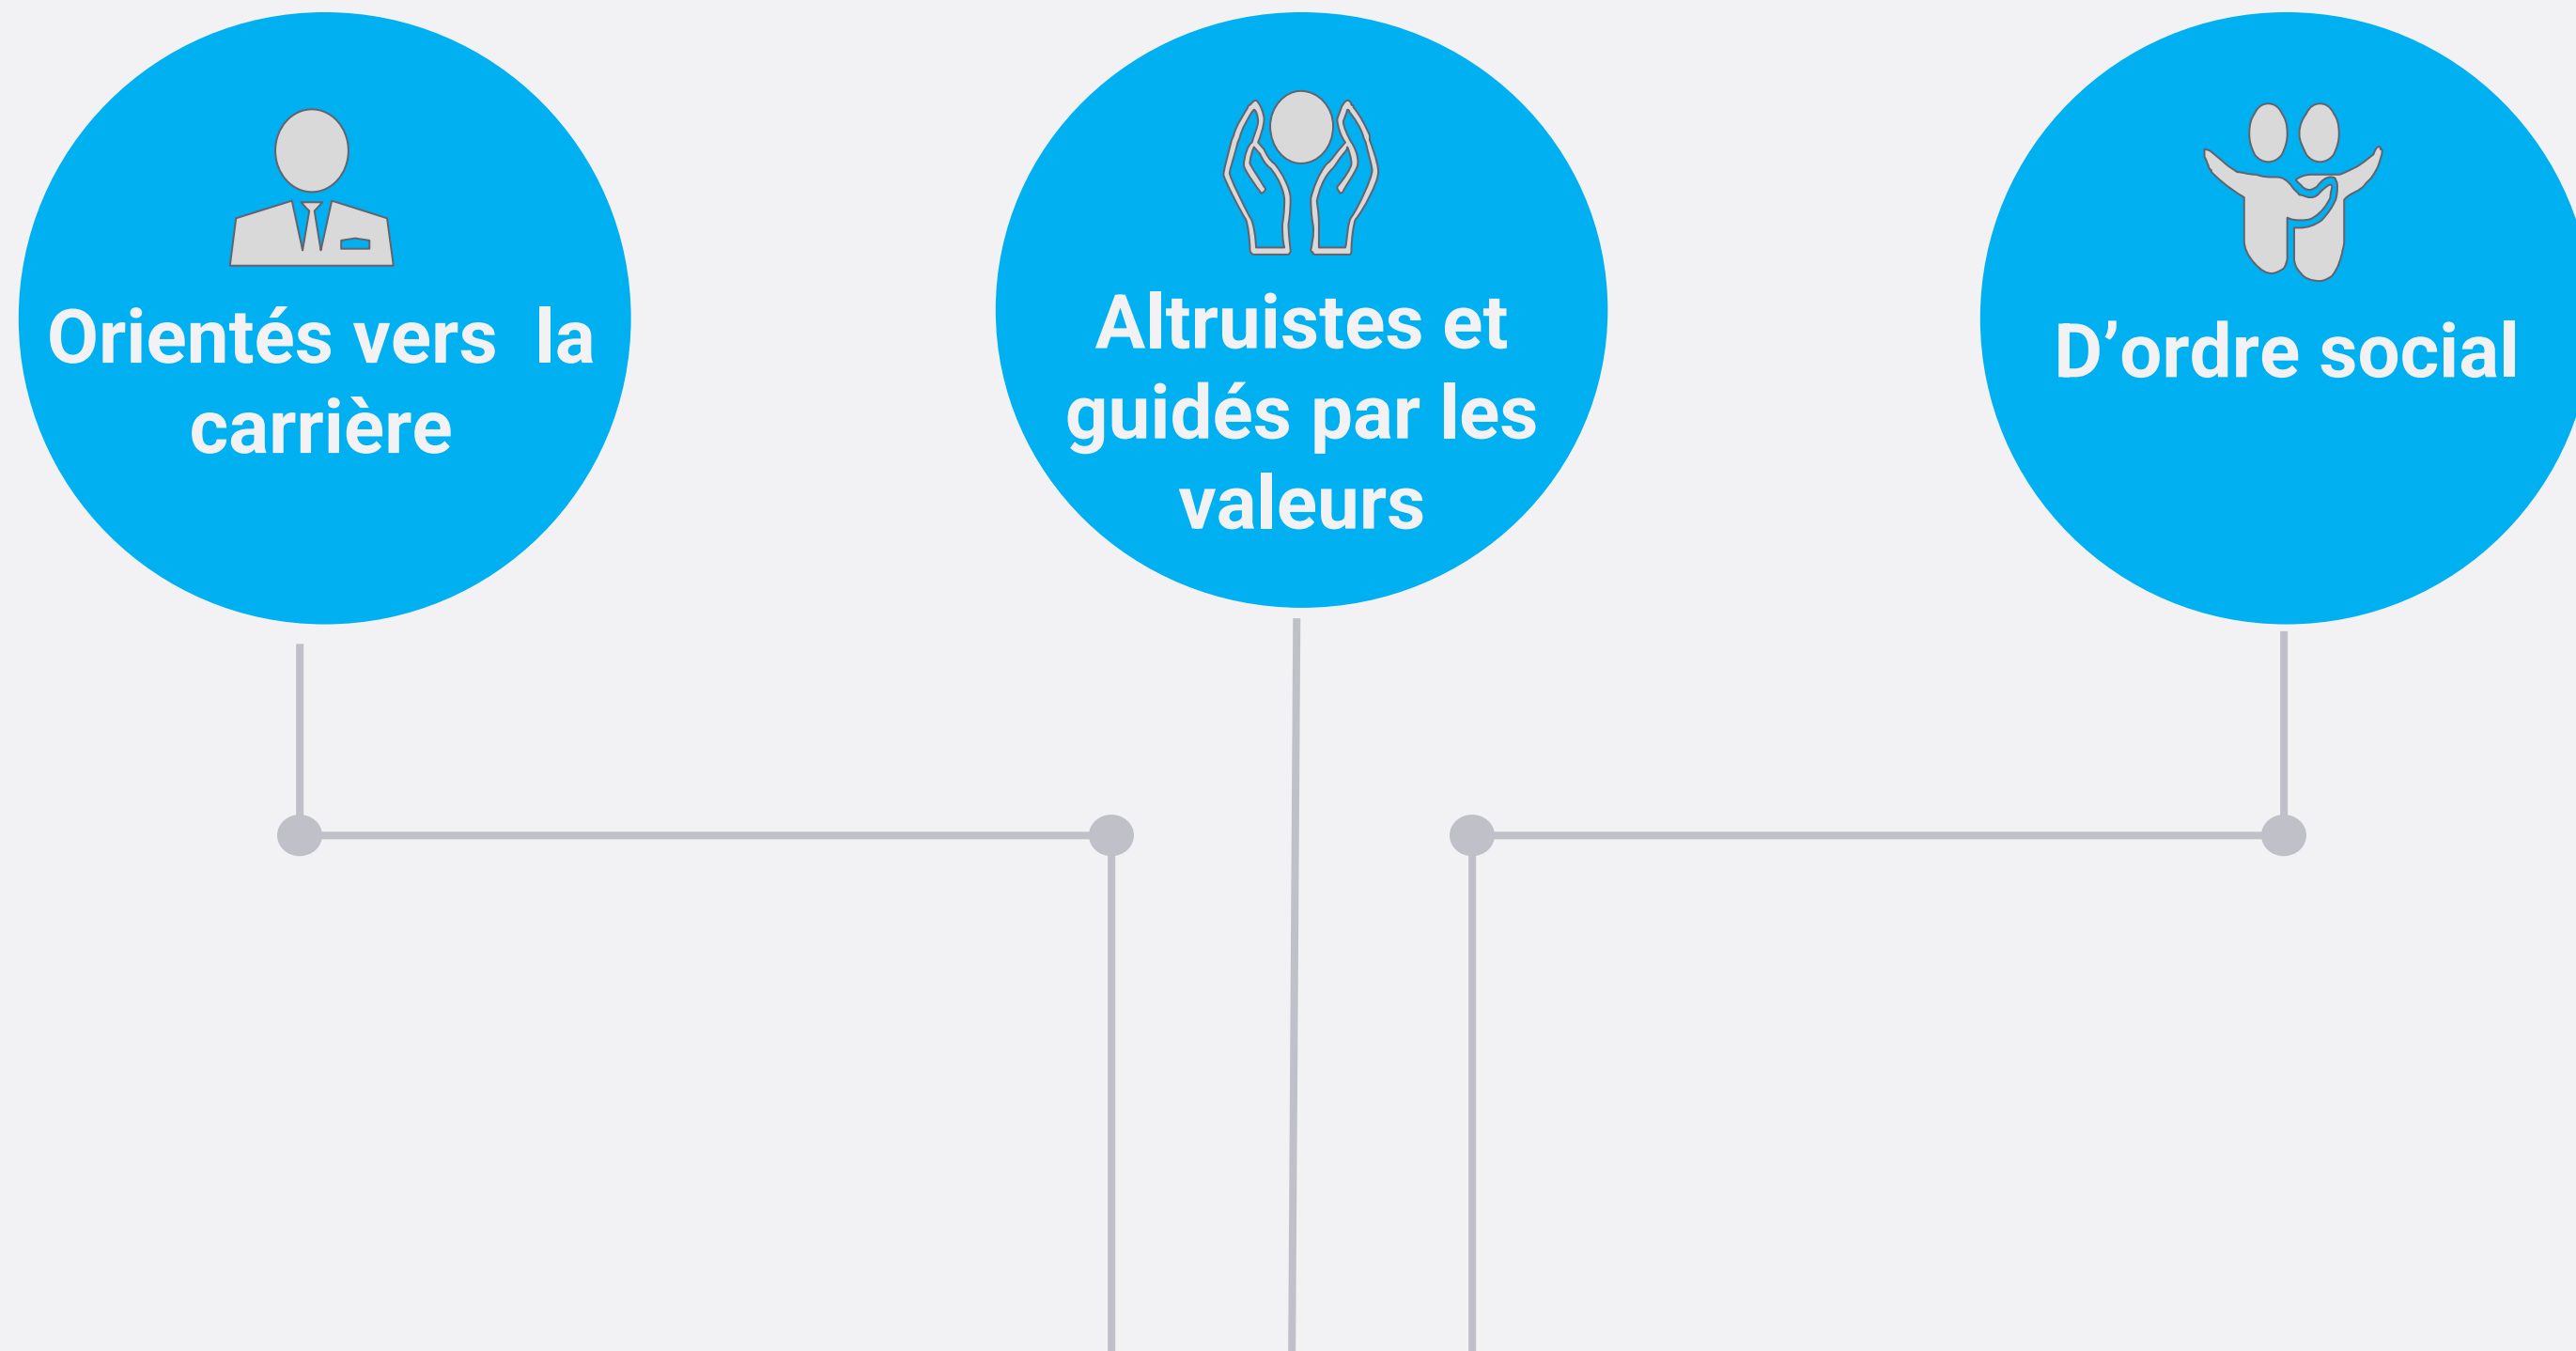 Orientés vers la
carrière
Altruistes et
guidés par les
valeurs
D’ordre social